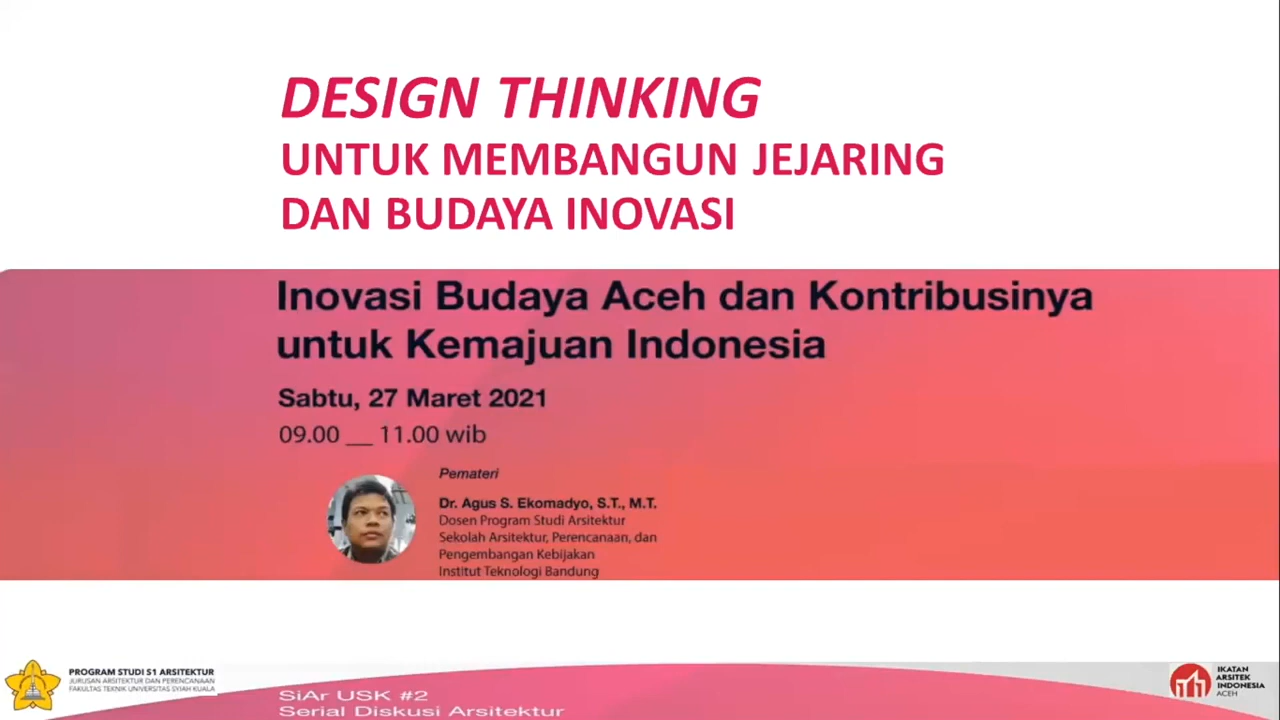 DESIGN THINKING
UNTUK MEMBANGUN JEJARING
DAN BUDAYA INOVASI
Inovasi Budaya Aceh dan Kontribusinya
untuk Kemajuan Indonesia
Sabtu, 27 Maret 2021
09.00 __ 11.00 wib
Pemateri
Dr. Agus S. Ekomadyo, S.T., M.T.
Dosen Program Studi Arsitektur
Sekolah Arsitektur, Perencanaan, dan
Pengembangan Kebijakan
Institut Teknologi Bandung
PROGRAM STUDI S1 ARSITEKTUR
JURUSAN ARSITEKTUR DAN PERENCANAAN
FAKULTAS TEKNIK UNIVERSITAS SYIAH KUALA
SiAr USK #2
Serial Diskusi Arsitektur
IKATAN
ARSITEK
INDONESIA
ACEH